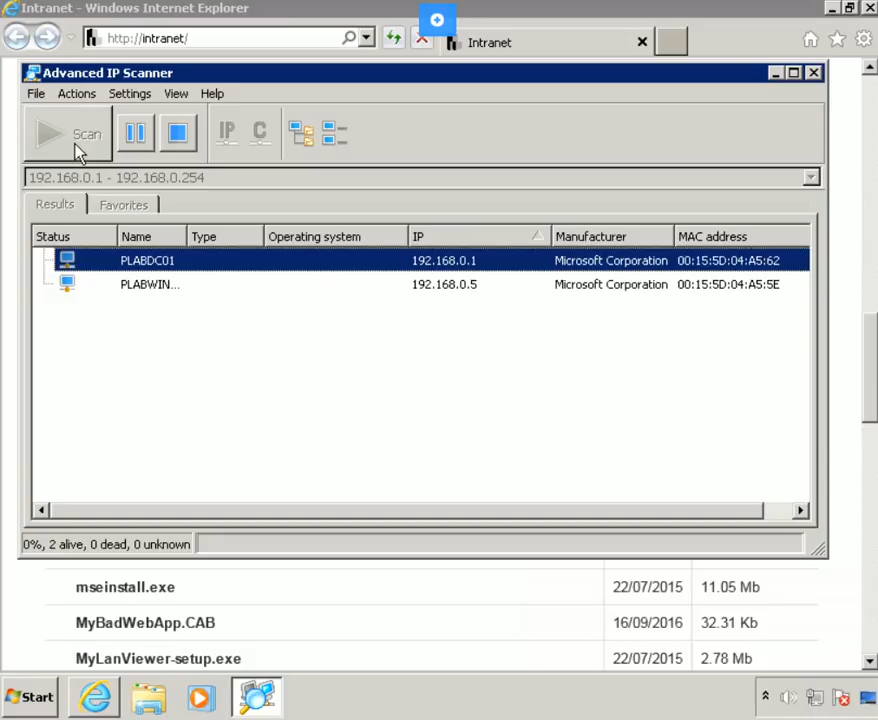 Intranet - Windows Internet Explorer
http://intranet/
Intranet
Advanced IP Scanner
File Actions Settings View Help
Scan IP C
192.168.0.1 - 192.168.0.254
Results Favorites
Status Name Type Operating system IP Manufacturer MAC address
PLABDC01 192.168.0.1 Microsoft Corporation 00:15:5D:04:A5:62
PLABWIN... 192.168.0.5 Microsoft Corporation 00:15:5D:04:A5:5E
0%, 2 alive, 0 dead, 0 unknown
mseinstall.exe 22/07/2015 11.05 Mb
MyBadWebApp.CAB 16/09/2016 32.31 Kb
MyLanViewer-setup.exe 22/07/2015 2.78 Mb
Start